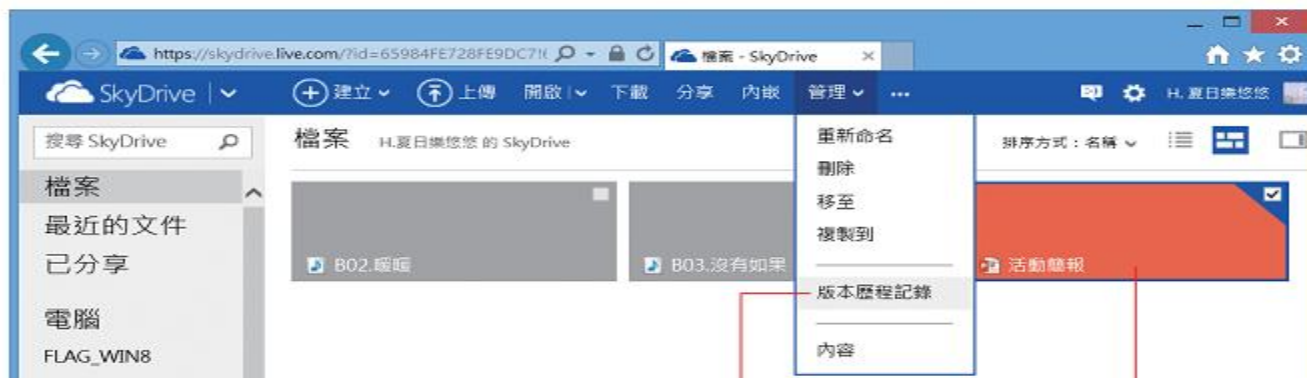 https://skydrive.live.com/?id=65984FE728FE9DC7!(
檔案 - SkyDrive
SkyDrive
建立
上傳
開啟
下載
分享
內嵌
管理
H.夏日樂悠悠
搜尋 SkyDrive
檔案
H.夏日樂悠悠 的 SkyDrive
重新命名
排序方式：名稱
檔案
刪除
最近的文件
移至
已分享
複製到
B02.暖暖
B03.沒有如果
活動簡報
版本歷程記錄
電腦
內容
FLAG_WIN8